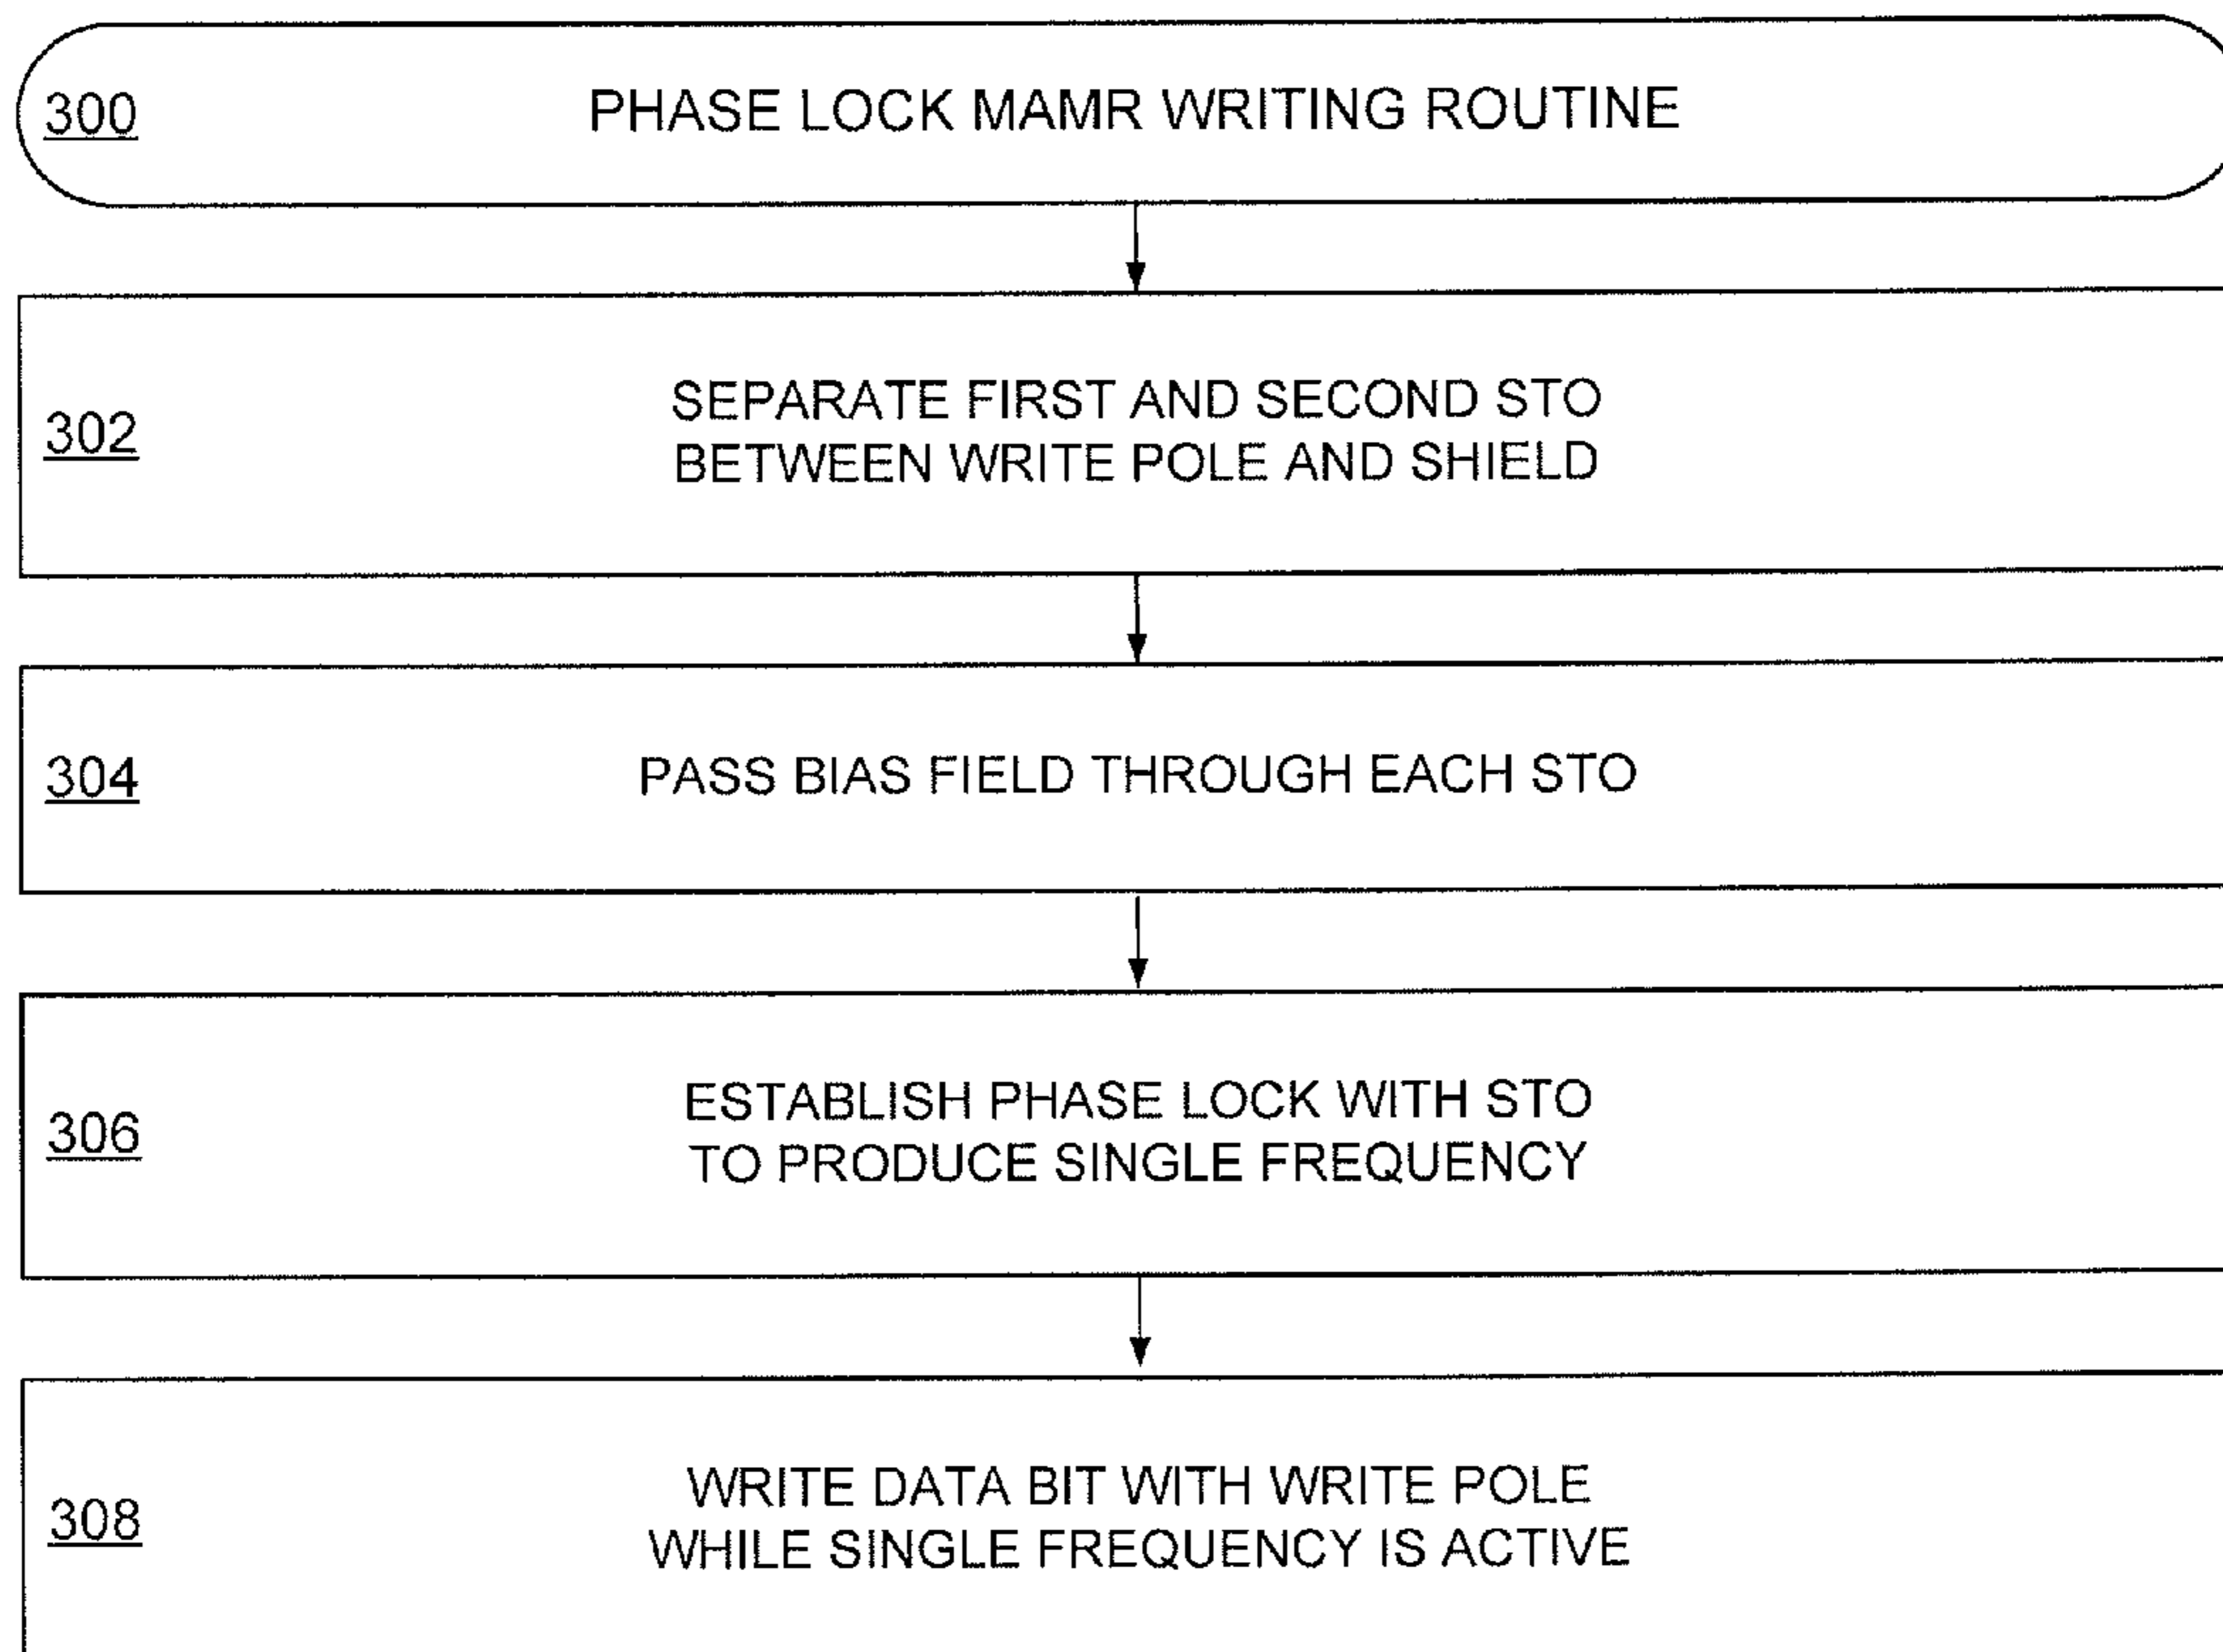 300 PHASE LOCK MAMR WRITING ROUTINE
302 SEPARATE FIRST AND SECOND STO
BETWEEN WRITE POLE AND SHIELD
304 PASS BIAS FIELD THROUGH EACH STO
306 ESTABLISH PHASE LOCK WITH STO
TO PRODUCE SINGLE FREQUENCY
308 WRITE DATA BIT WITH WRITE POLE
WHILE SINGLE FREQUENCY IS ACTIVE